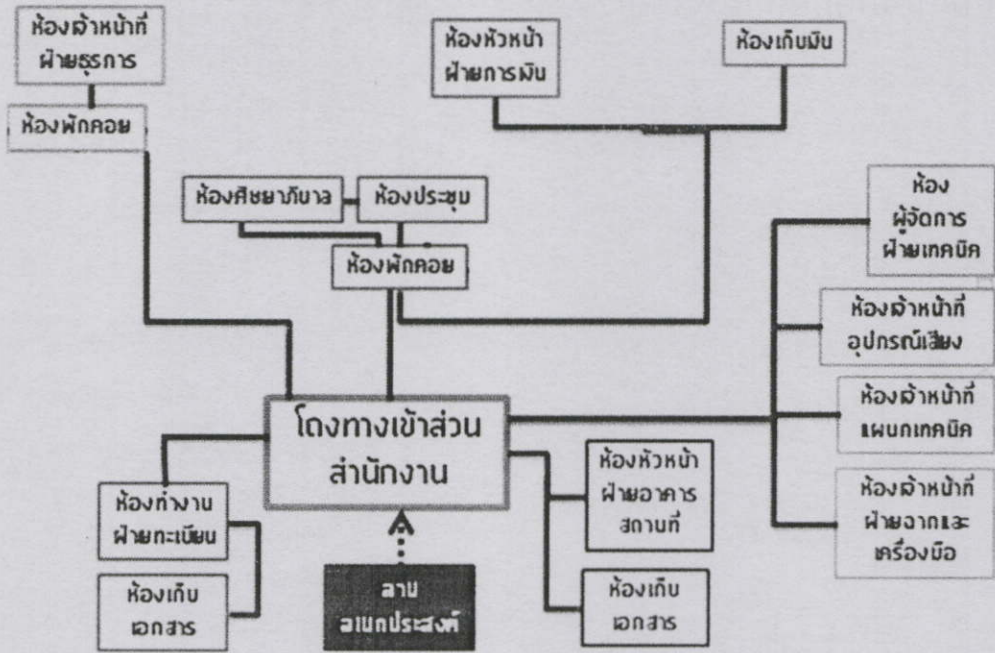 ห้องเจ้าหน้าที่
ฝ่ายธุรการ
ห้องพักคอย
ห้องหัวหน้า
ฝ่ายการเงิน
ห้องเก็บเงิน
ห้องศิษยาภิบาล
ห้องประชุม
ห้องพักคอย
ห้อง
ผู้จัดการ
ฝ่ายเทคนิค
ห้องเจ้าหน้าที่
อุปกรณ์เสียง
ห้องเจ้าหน้าที่
แผนกเทคนิค
ห้องเจ้าหน้าที่
ฝ่ายฉากและ
เครื่องมือ
โถงทางเข้าส่วน
สำนักงาน
ห้องทำงาน
ฝ่ายทะเบียน
ห้องเก็บ
เอกสาร
ลาน
อเนกประสงค์
ห้องหัวหน้า
ฝ่ายอาคาร
สถานที่
ห้องเก็บ
เอกสาร